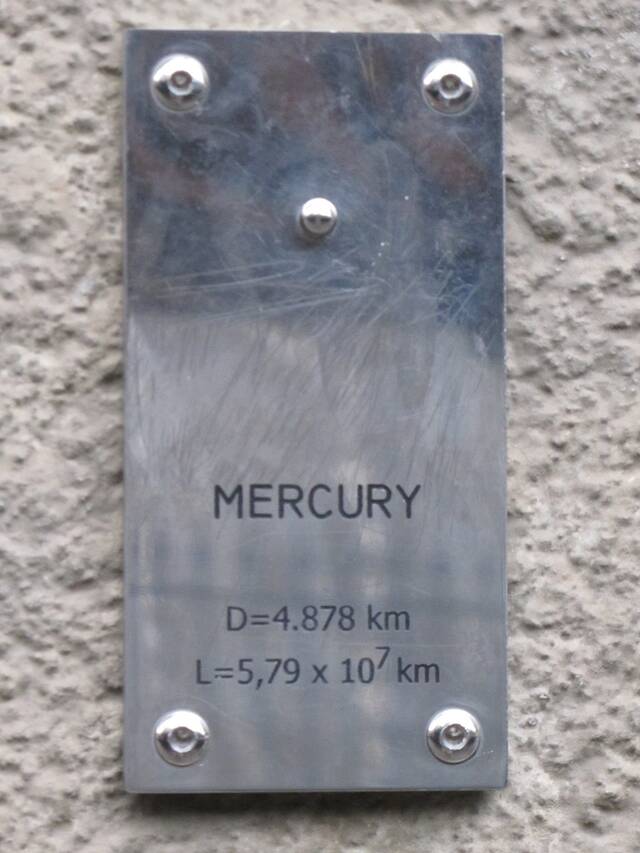 MERCURY
D=4.878 km
L=5,79 x 10⁷ km